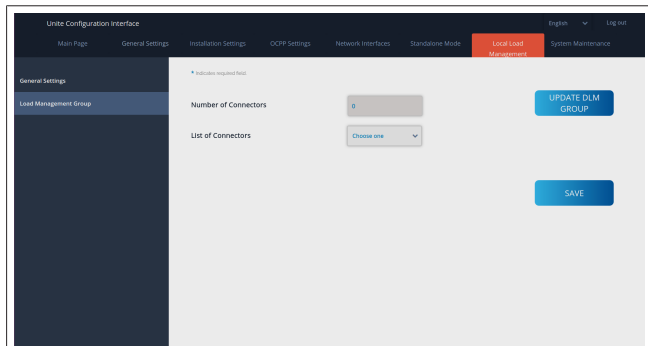 Unite Configuration Interface
English
Log out
Main Page
General Settings
Installation Settings
OCPP Settings
Network Interfaces
Standalone Mode
Local Load
Management
System Maintenance
General Settings
Load Management Group
* Indicates required field.
Number of Connectors
0
UPDATE DLM
GROUP
List of Connectors
Choose one
SAVE